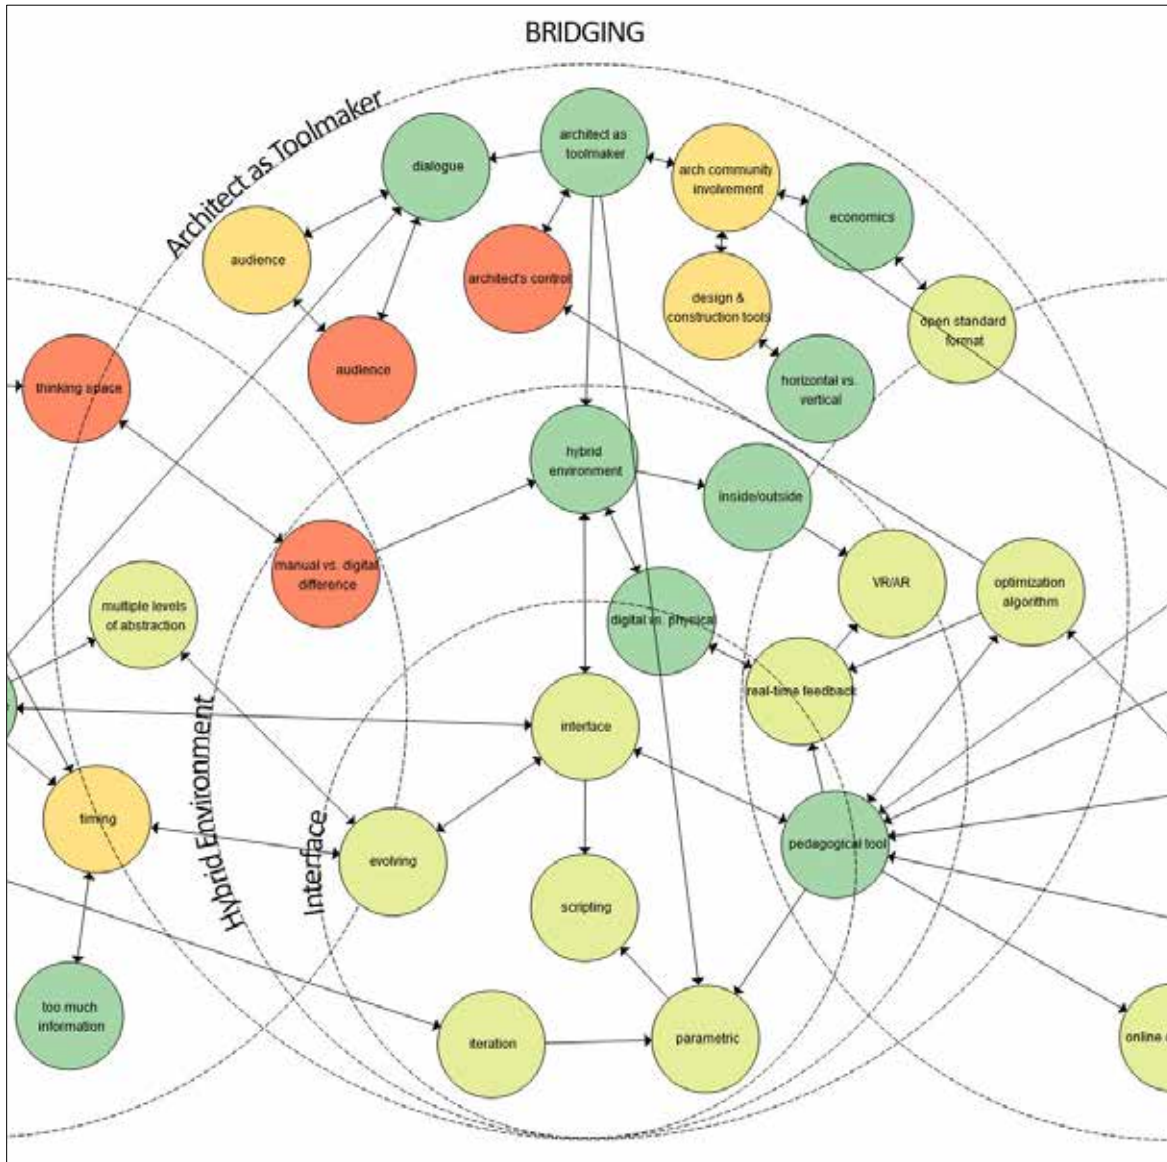 BRIDGING
Architect as Toolmaker
architect as
toolmaker
dialogue
arch community
involvement
economics
audience
architect's control
design &
construction tools
open standard
format
audience
thinking space
horizontal vs.
vertical
hybrid
environment
inside/outside
manual vs. digital
difference
VR/AR
optimization
algorithm
multiple levels
of abstraction
digital vs. physical
real-time feedback
interface
Hybrid Environment
timing
Interface
evolving
pedagogical tool
scripting
too much
information
iteration
parametric
online